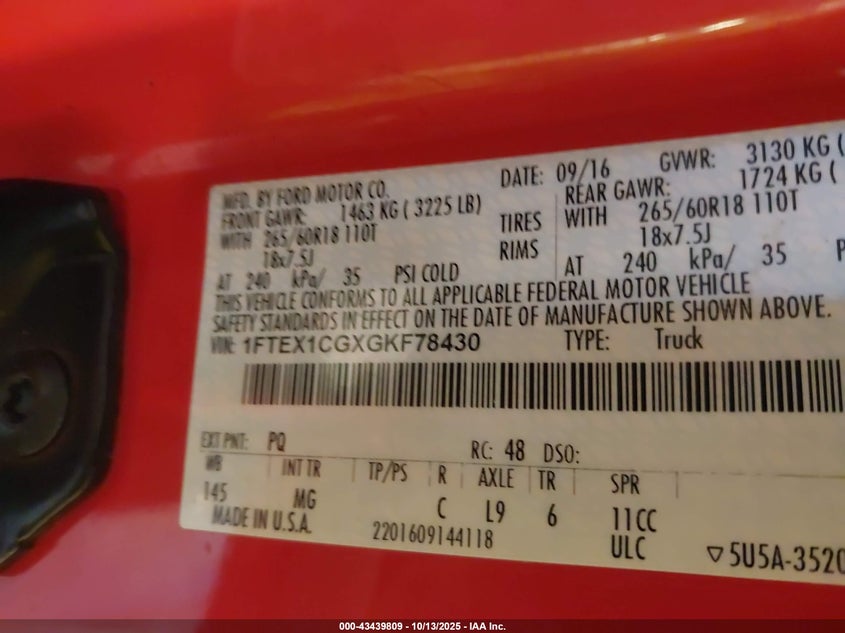 MFD. BY FORD MOTOR CO.
DATE: 09/16 GVWR: 3130 KG (
FRONT GAWR: 1463 KG ( 3225 LB)
REAR GAWR: 1724 KG (
WITH 265/60R18 110T TIRES WITH 265/60R18 110T
18x7.5J RIMS 18x7.5J
AT 240 kPa/ 35 PSI COLD AT 240 kPa/ 35 P
THIS VEHICLE CONFORMS TO ALL APPLICABLE FEDERAL MOTOR VEHICLE
SAFETY STANDARDS IN EFFECT ON THE DATE OF MANUFACTURE SHOWN ABOVE.
VIN: 1FTEX1CGXGKF78430 TYPE: Truck
EXT PNT: PQ RC: 48 DSO:
WB INT TR TP/PS R AXLE TR SPR
145 MG C L9 6 11CC
MADE IN U.S.A. 2201609144118 ULC ▽5U5A-3520
000-43439809 - 10/13/2025 - IAA Inc.